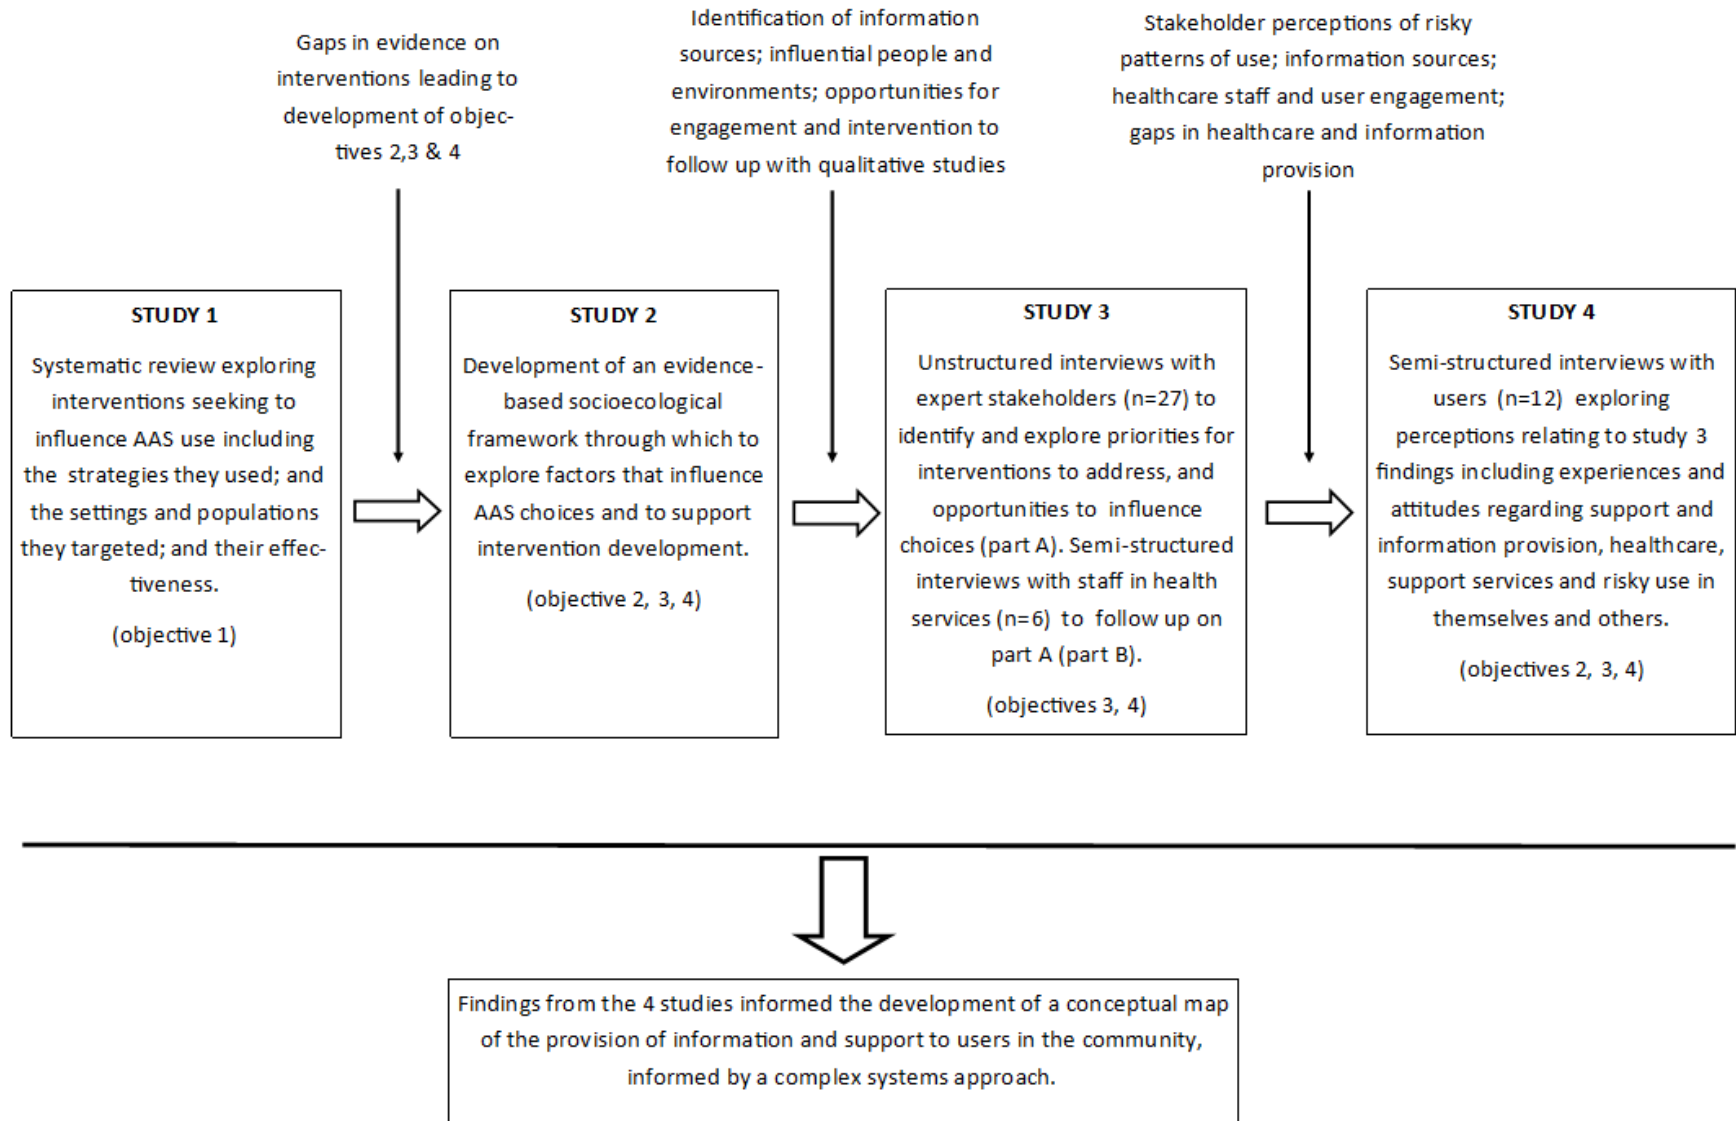 Gaps in evidence on
interventions leading to
development of objec-
tives 2,3 & 4
Identification of information
sources; influential people and
environments; opportunities for
engagement and intervention to
follow up with qualitative studies
Stakeholder perceptions of risky
patterns of use; information sources;
healthcare staff and user engagement;
gaps in healthcare and information
provision
STUDY 1
Systematic review exploring
interventions seeking to
influence AAS use including
the strategies they used; and
the settings and populations
they targeted; and their effec-
tiveness.
(objective 1)
STUDY 2
Development of an evidence-
based socioecological
framework through which to
explore factors that influence
AAS choices and to support
intervention development.
(objective 2, 3, 4)
STUDY 3
Unstructured interviews with
expert stakeholders (n=27) to
identify and explore priorities for
interventions to address, and
opportunities to influence
choices (part A). Semi-structured
interviews with staff in health
services (n=6) to follow up on
part A (part B).
(objectives 3, 4)
STUDY 4
Semi-structured interviews with
users (n=12) exploring
perceptions relating to study 3
findings including experiences and
attitudes regarding support and
information provision, healthcare,
support services and risky use in
themselves and others.
(objectives 2, 3, 4)
Findings from the 4 studies informed the development of a conceptual map
of the provision of information and support to users in the community,
informed by a complex systems approach.